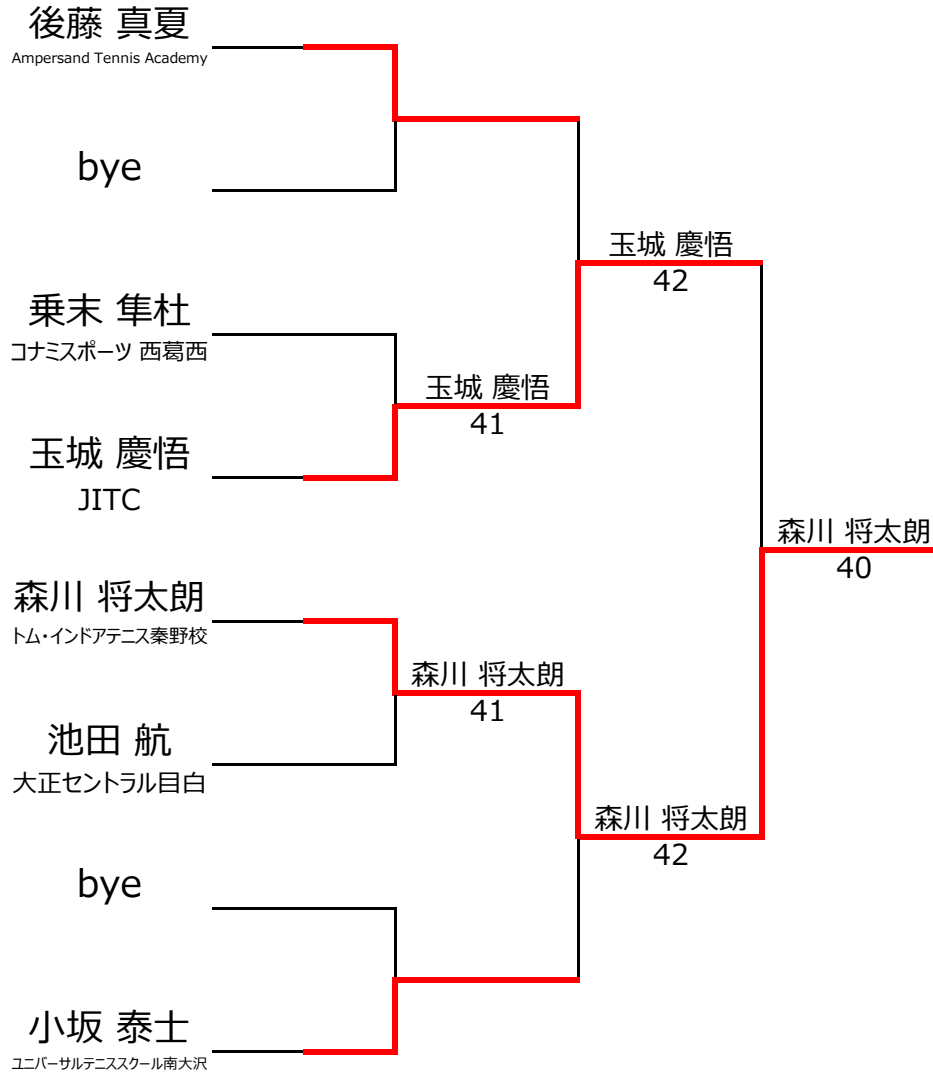 後藤 真夏
Ampersand Tennis Academy
bye
玉城 慶悟
42
乗末 隼杜
コナミスポーツ 西葛西
玉城 慶悟
41
玉城 慶悟
JITC
森川 将太朗
40
森川 将太朗
トム・インドアテニス秦野校
森川 将太朗
41
池田 航
大正セントラル目白
森川 将太朗
42
bye
小坂 泰士
ユニバーサルテニススクール南大沢